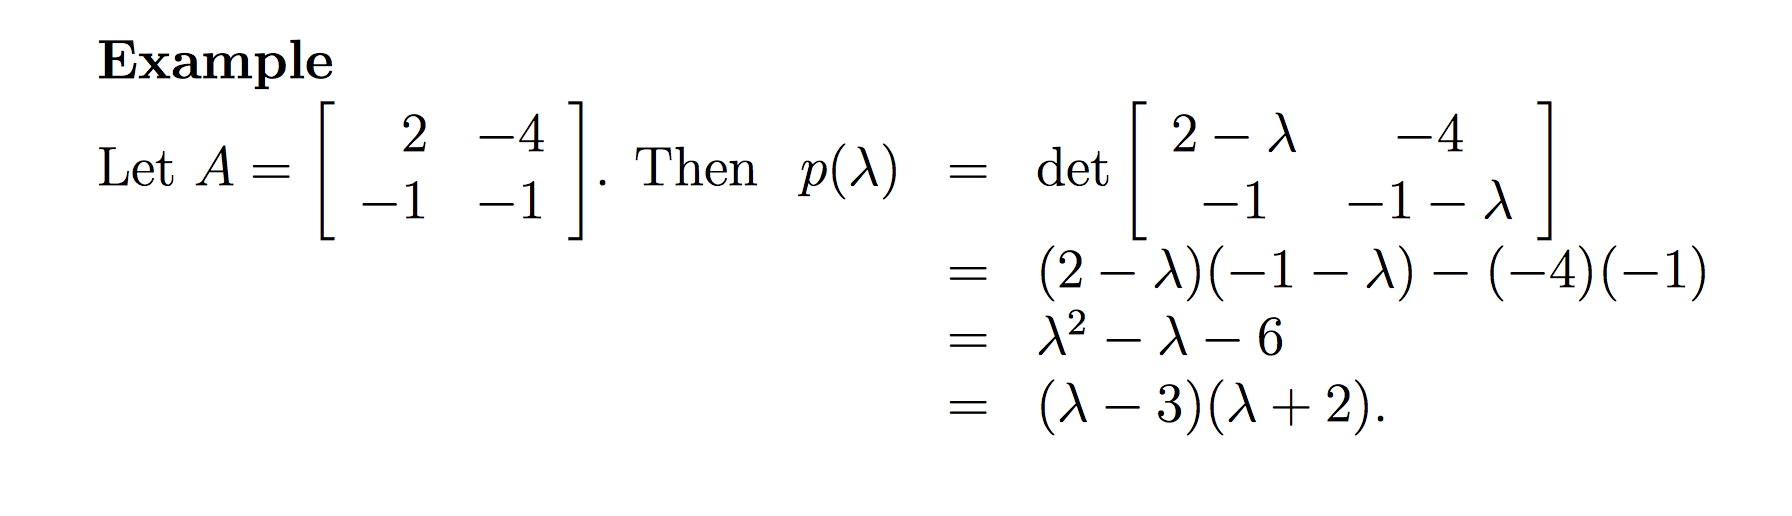 Example
Let A = [ 2 −4 ; −1 −1 ]. Then p(λ) = det [ 2 − λ −4 ; −1 −1 − λ ]
= (2 − λ)(−1 − λ) − (−4)(−1)
= λ² − λ − 6
= (λ − 3)(λ + 2).